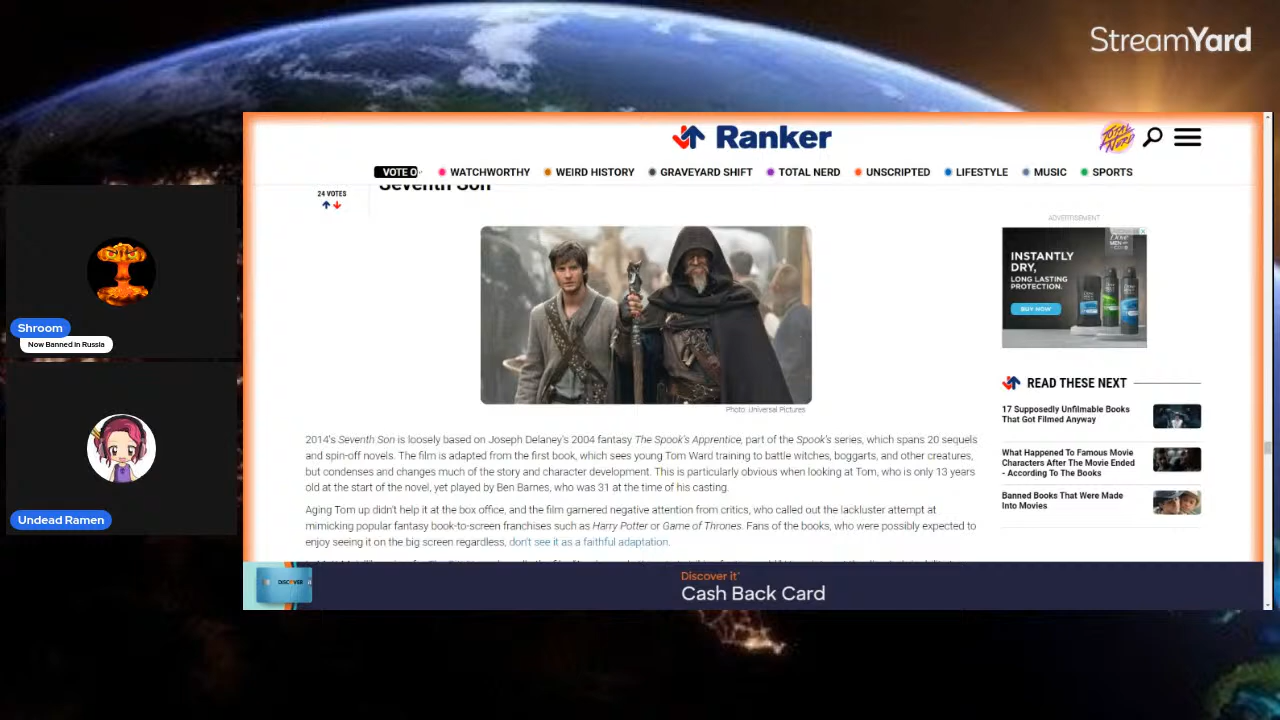 StreamYard
Ranker
TOTAL NERD
VOTE O
WATCHWORTHY
WEIRD HISTORY
GRAVEYARD SHIFT
TOTAL NERD
UNSCRIPTED
LIFESTYLE
MUSIC
SPORTS
Seventh Son
24 VOTES
ADVERTISEMENT
INSTANTLY
DRY,
LONG LASTING
PROTECTION.
BUY NOW
Dove
MEN+
Photo: Universal Pictures
Shroom
Now Banned in Russia
Undead Ramen
READ THESE NEXT
17 Supposedly Unfilmable Books
That Got Filmed Anyway
What Happened To Famous Movie
Characters After The Movie Ended
- According To The Books
Banned Books That Were Made
Into Movies
2014's Seventh Son is loosely based on Joseph Delaney's 2004 fantasy The Spook's Apprentice, part of the Spook's series, which spans 20 sequels
and spin-off novels. The film is adapted from the first book, which sees young Tom Ward training to battle witches, boggarts, and other creatures,
but condenses and changes much of the story and character development. This is particularly obvious when looking at Tom, who is only 13 years
old at the start of the novel, yet played by Ben Barnes, who was 31 at the time of his casting.
Aging Tom up didn't help it at the box office, and the film garnered negative attention from critics, who called out the lackluster attempt at
mimicking popular fantasy book-to-screen franchises such as Harry Potter or Game of Thrones. Fans of the books, who were possibly expected to
enjoy seeing it on the big screen regardless, don't see it as a faithful adaptation.
DISCOVER
Discover it
Cash Back Card